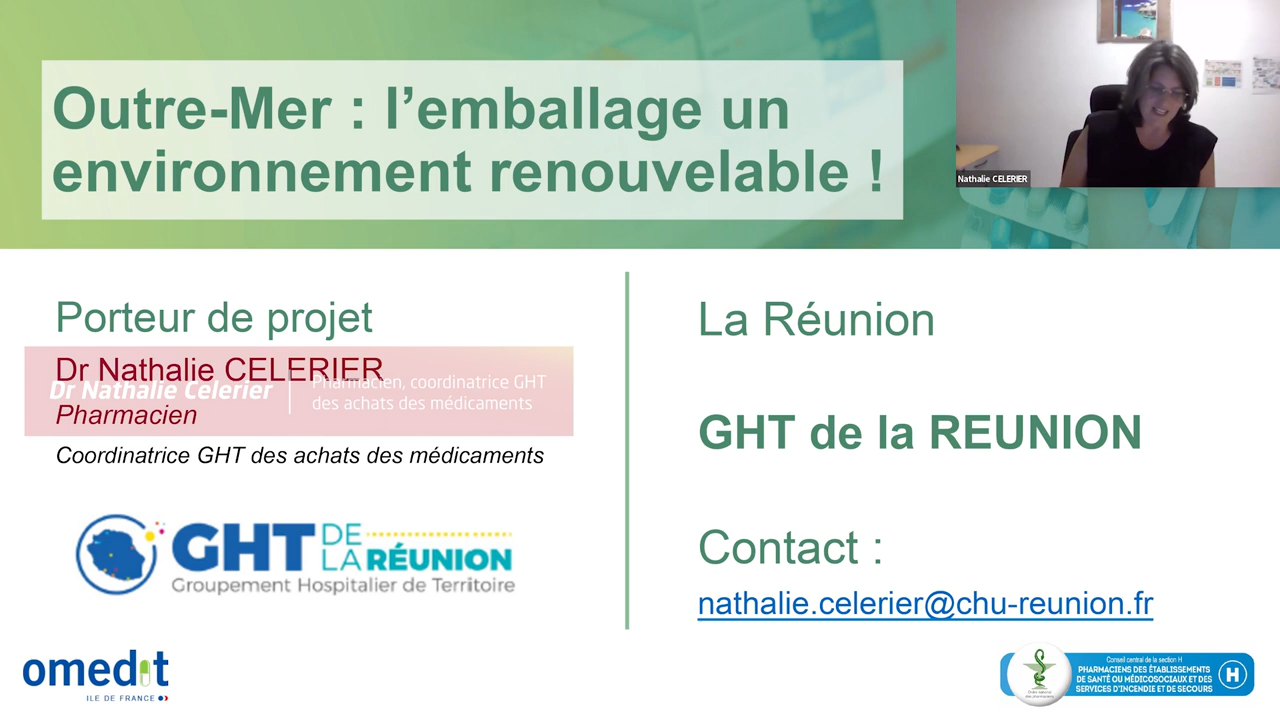 Outre-Mer : l’emballage un
environnement renouvelable !
Nathalie CELERIER
Porteur de projet
Dr Nathalie CELERIER
Dr Nathalie Celerier
Pharmacien, coordinatrice GHT
des achats des médicaments
Pharmacien
Coordinatrice GHT des achats des médicaments
GHT DE LA RÉUNION
Groupement Hospitalier de Territoire
La Réunion
GHT de la REUNION
Contact :
nathalie.celerier@chu-reunion.fr
omedit
ILE DE FRANCE
Conseil central de la section H
PHARMACIENS DES ÉTABLISSEMENTS
DE SANTÉ OU MÉDICOSOCIAUX ET DES
SERVICES D'INCENDIE ET DE SECOURS
H